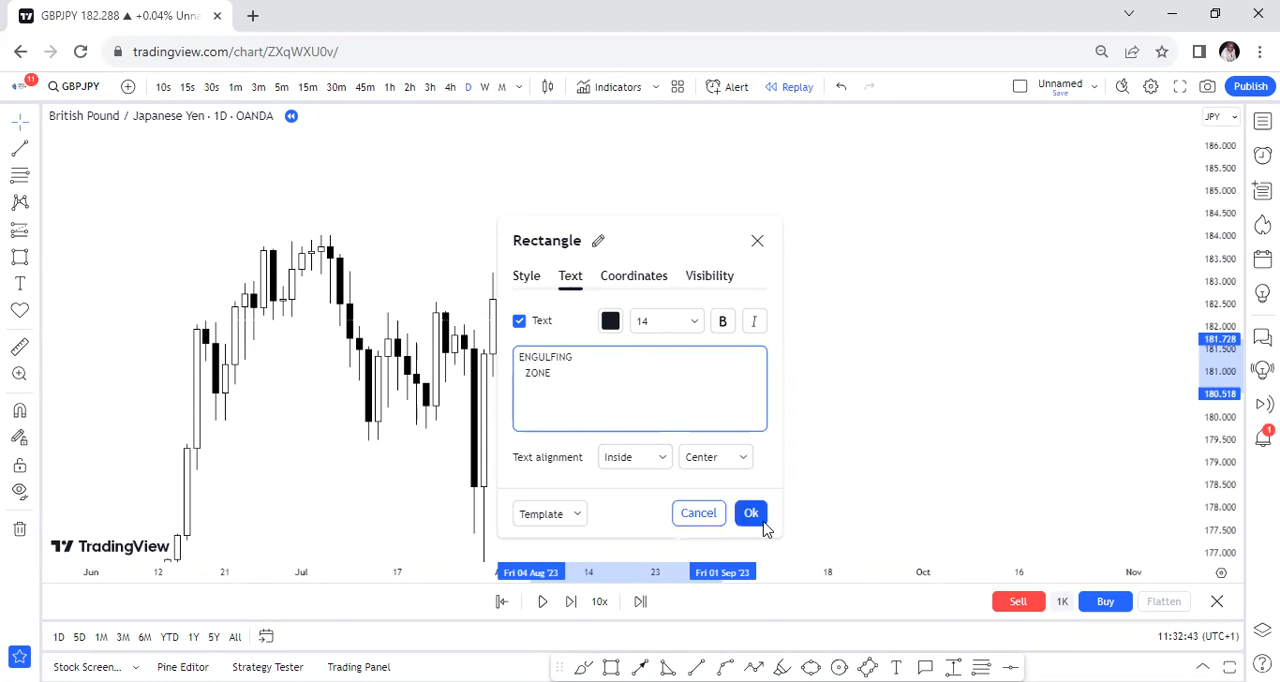 GBPJPY 182.288 ▲ +0.04% Unna
tradingview.com/chart/ZXqWXU0v/
11
GBPJPY 10s 15s 30s 1m 3m 5m 15m 30m 45m 1h 2h 3h 4h D W M Indicators Alert Replay Unnamed Save Publish
British Pound / Japanese Yen · 1D · OANDA
JPY
186.000
185.500
185.000
184.500
184.000
183.500
183.000
182.500
182.000
181.728
181.500
181.000
180.518
180.000
179.500
179.000
178.500
178.000
177.500
177.000
Rectangle
Style Text Coordinates Visibility
Text 14 B I
ENGULFING
ZONE
Text alignment Inside Center
Template Cancel Ok
TradingView
1
Jun 12 21 Jul 17 Fri 04 Aug '23 14 23 Fri 01 Sep '23 18 Oct 16 Nov
10x Sell 1K Buy Flatten
1D 5D 1M 3M 6M YTD 1Y 5Y All 11:32:43 (UTC+1)
Stock Screen... Pine Editor Strategy Tester Trading Panel